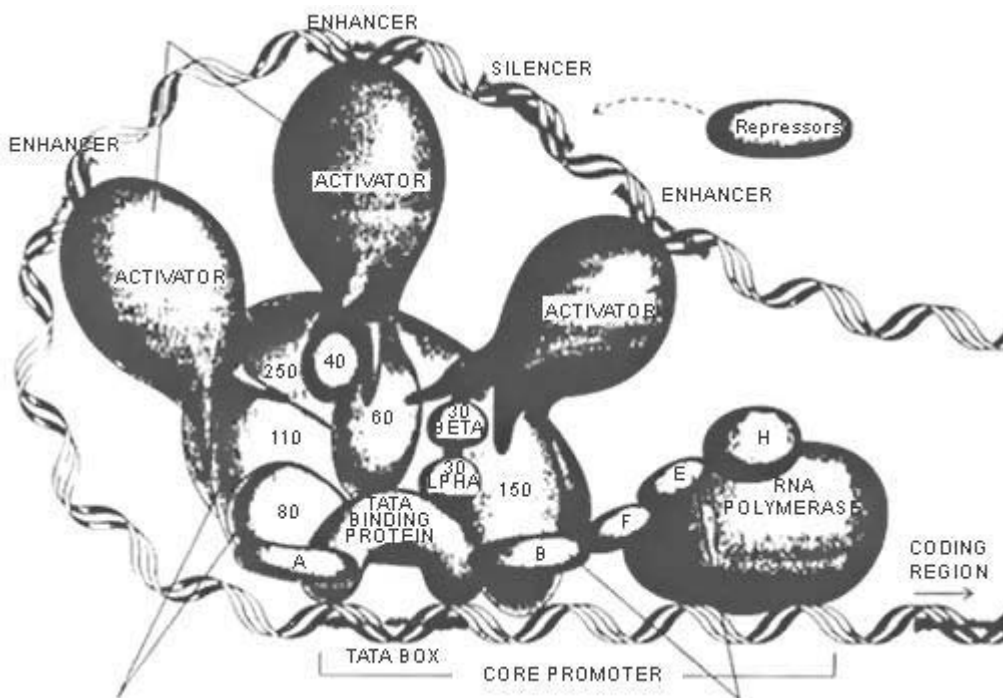 ENHANCER
SILENCER
Repressors
ENHANCER
ACTIVATOR
ENHANCER
ACTIVATOR
ACTIVATOR
40
250
60
30
BETA
110
H
E
30
LPHA
RNA
POLYMERASE
150
TATA
BINDING
PROTEIN
80
F
A
B
CODING
REGION
TATA BOX
CORE PROMOTER